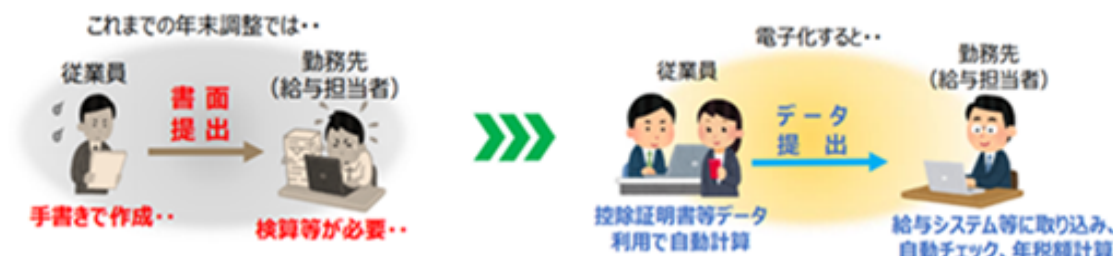 これまでの年末調整では・・
従業員
勤務先
（給与担当者）
書面
提出
手書きで作成・・
検算等が必要・・
電子化すると・・
従業員
勤務先
（給与担当者）
データ
提出
控除証明書等データ
利用で自動計算
給与システム等に取り込み、
自動チェック、年税額計算